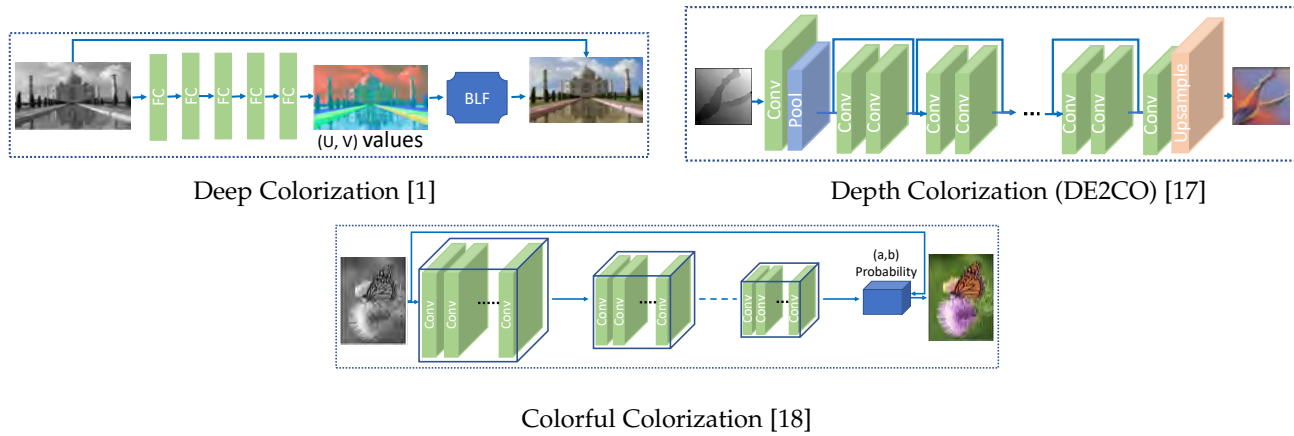 FC
FC
FC
FC
FC
(U, V) values
BLF
Deep Colorization [1]
Conv
Pool
Conv
Conv
Conv
Conv
...
Conv
Conv
Conv
Upsample
Depth Colorization (DE2CO) [17]
Conv
Conv
.....
Conv
Conv
Conv
....
Conv
Conv
Conv
....
Conv
(a,b)
Probability
Colorful Colorization [18]